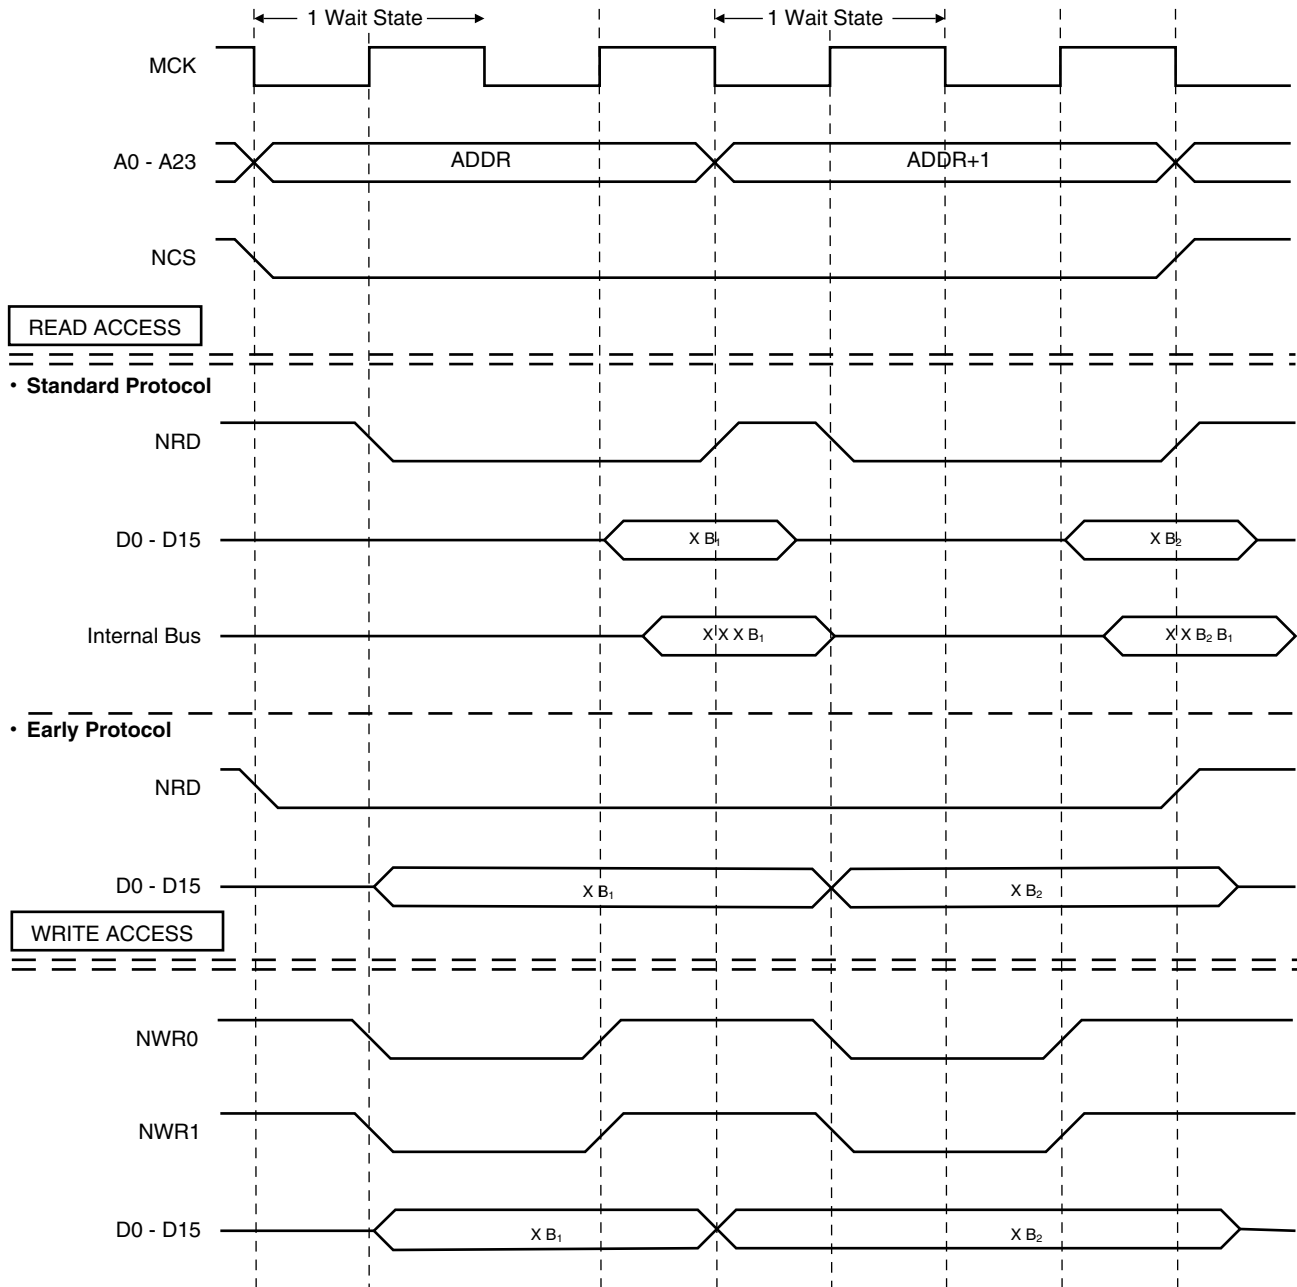 1 Wait State 1 Wait State
MCK
A0 - A23 ADDR ADDR+1
NCS
READ ACCESS
• Standard Protocol
NRD
D0 - D15 X B₁ X B₂
Internal Bus X X X B₁ X X B₂ B₁
• Early Protocol
NRD
D0 - D15 X B₁ X B₂
WRITE ACCESS
NWR0
NWR1
D0 - D15 X B₁ X B₂